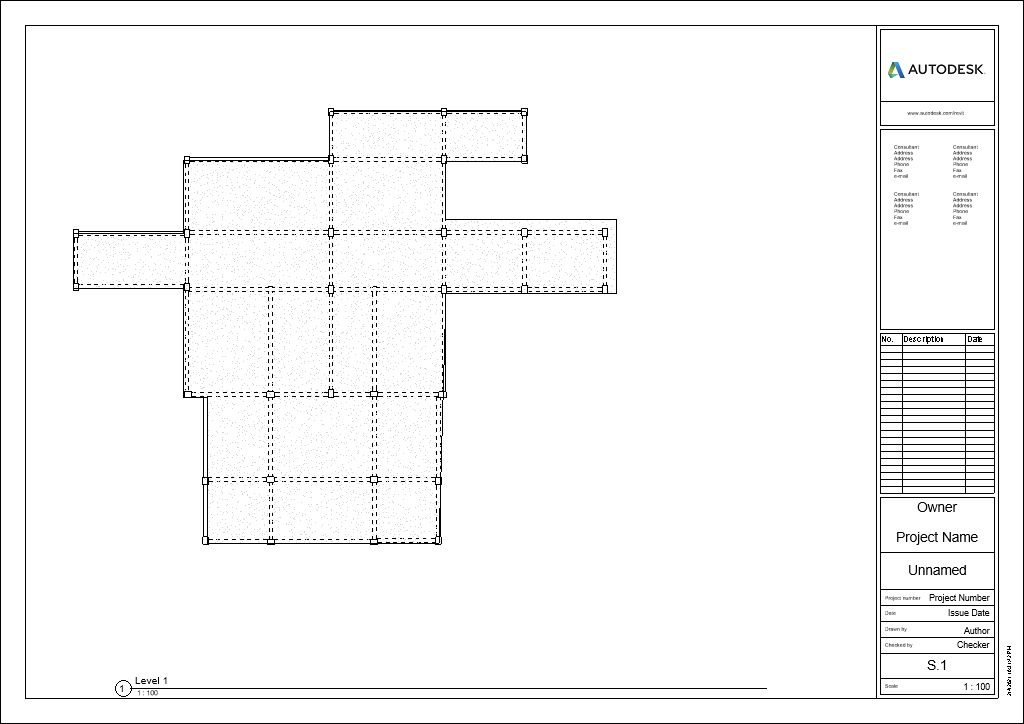 AUTODESK.
www.autodesk.com/revit
Consultant
Address
Address
Phone
Fax
e-mail
Consultant
Address
Address
Phone
Fax
e-mail
Consultant
Address
Address
Phone
Fax
e-mail
Consultant
Address
Address
Phone
Fax
e-mail
No. Description Date
Owner
Project Name
Unnamed
Project number Project Number
Date Issue Date
Drawn by Author
Checked by Checker
S.1
Scale 1 : 100
1 Level 1
1 : 100